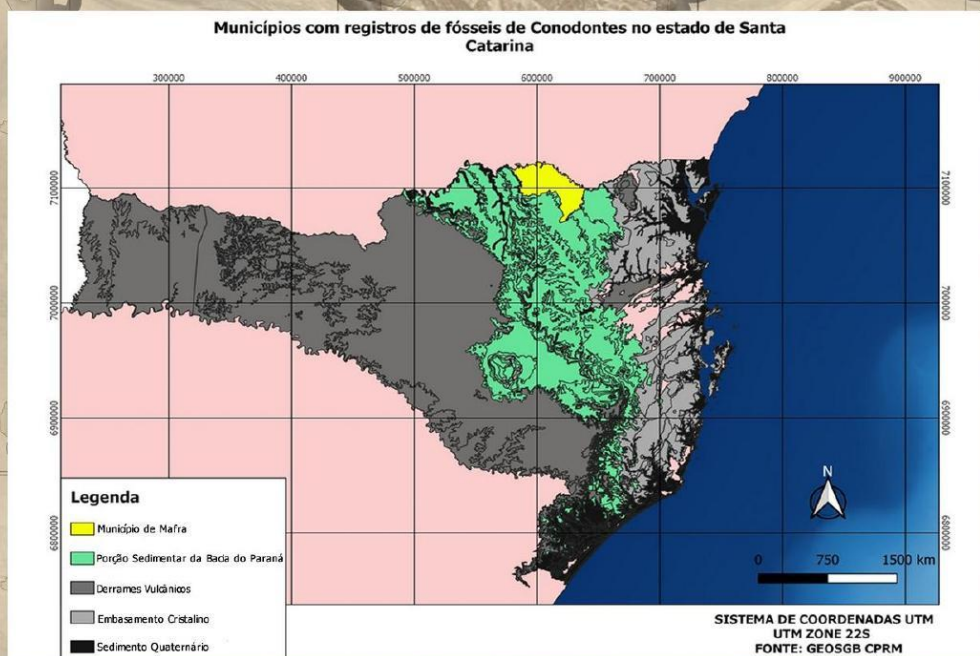 Municípios com registros de fósseis de Conodontes no estado de Santa
Catarina
300000 400000 500000 600000 700000 800000 900000
7100000 7100000
7000000 7000000
6900000 6900000
6800000 6800000
N
0 750 1500 km
Legenda
Município de Mafra
Porção Sedimentar da Bacia do Paraná
Derrames Vulcânicos
Embasamento Cristalino
Sedimento Quaternário
SISTEMA DE COORDENADAS UTM
UTM ZONE 22S
FONTE: GEOSGB CPRM